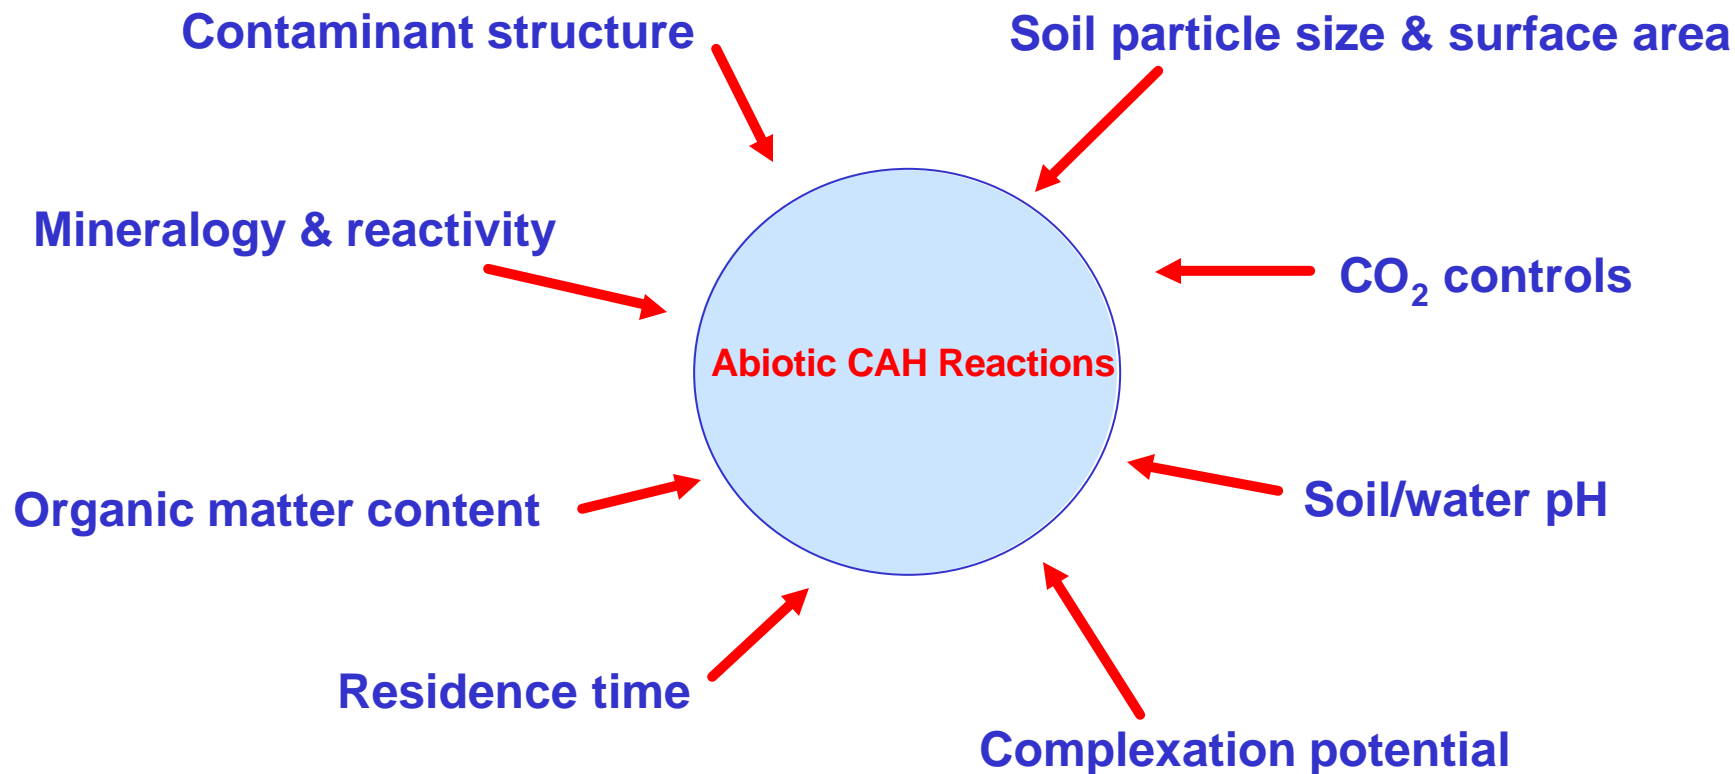 Contaminant structure
Soil particle size & surface area
Mineralogy & reactivity
CO₂ controls
Abiotic CAH Reactions
Organic matter content
Soil/water pH
Residence time
Complexation potential